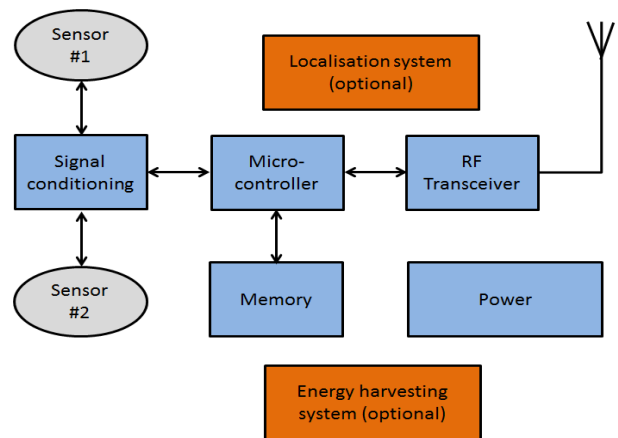 Sensor
#1
Localisation system
(optional)
Signal
conditioning
Micro-
controller
RF
Transceiver
Sensor
#2
Memory
Power
Energy harvesting
system (optional)